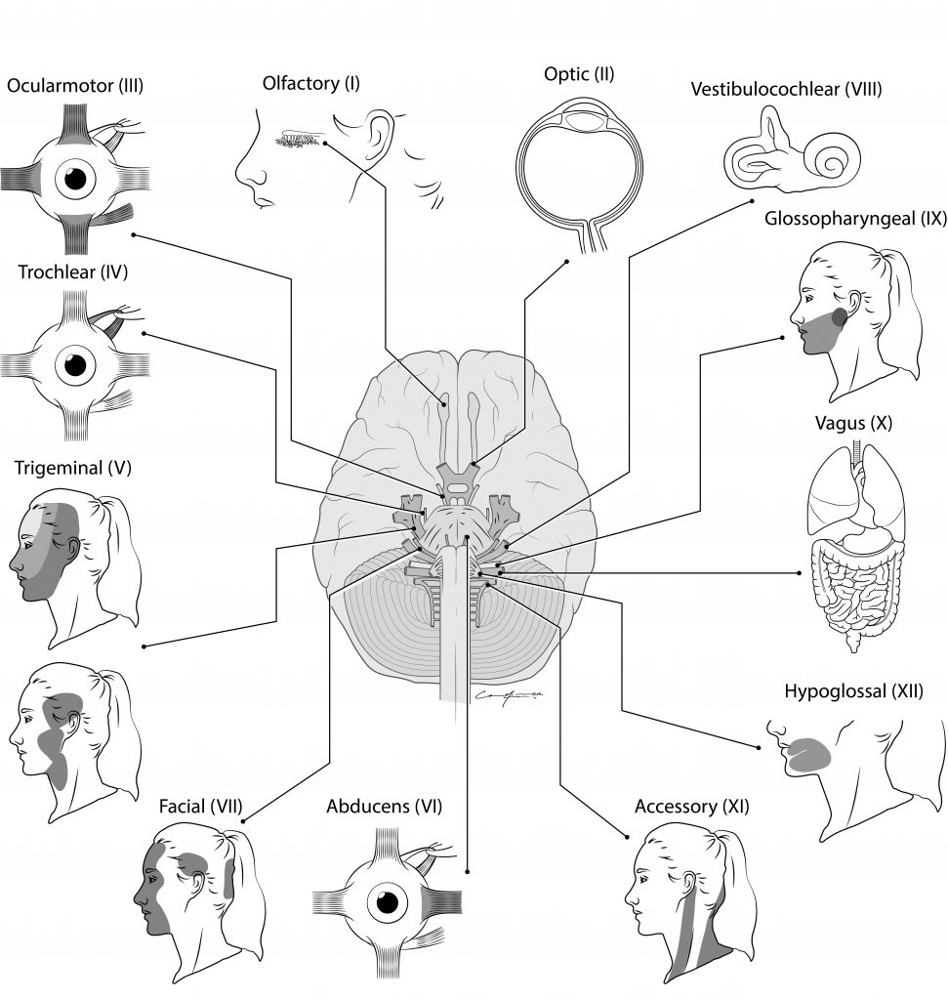 Optic (II)
Ocularmotor (III)
Olfactory (I)
Vestibulocochlear (VIII)
Glossopharyngeal (IX)
Trochlear (IV)
Vagus (X)
Trigeminal (V)
Hypoglossal (XII)
Facial (VII)
Abducens (VI)
Accessory (XI)